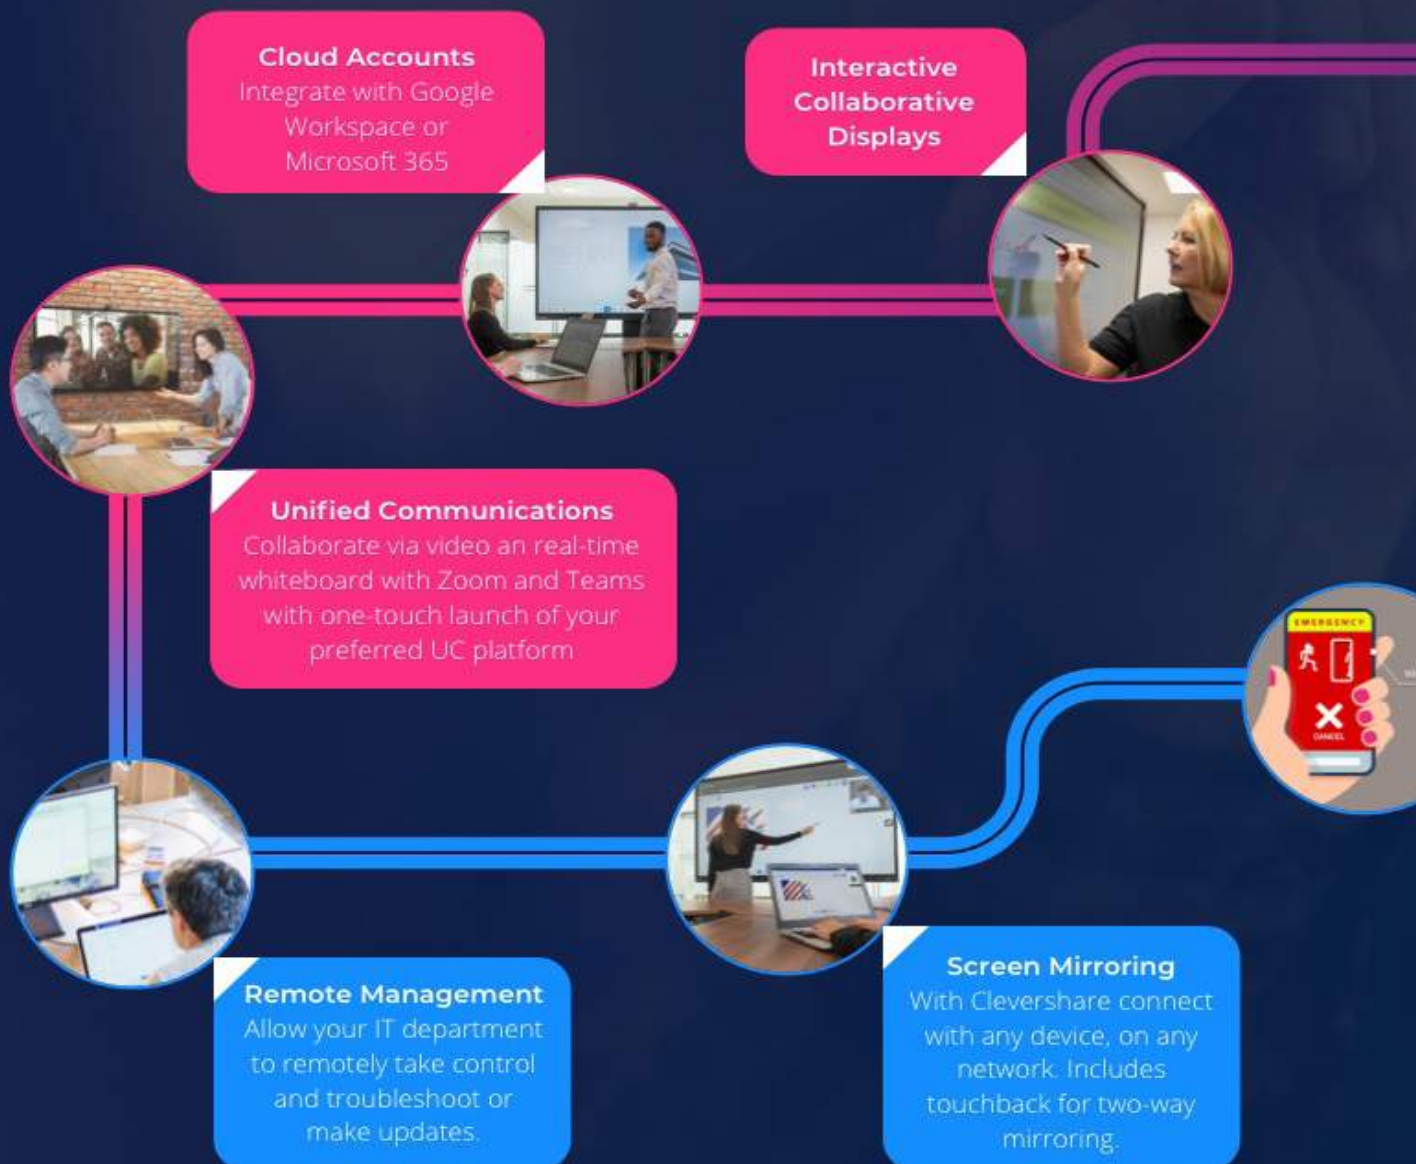 Cloud Accounts
Integrate with Google
Workspace or
Microsoft 365
Interactive
Collaborative
Displays
Unified Communications
Collaborate via video an real-time
whiteboard with Zoom and Teams
with one-touch launch of your
preferred UC platform
EMERGENCY
CANCEL
Remote Management
Allow your IT department
to remotely take control
and troubleshoot or
make updates.
Screen Mirroring
With Clevershare connect
with any device, on any
network. Includes
touchback for two-way
mirroring.